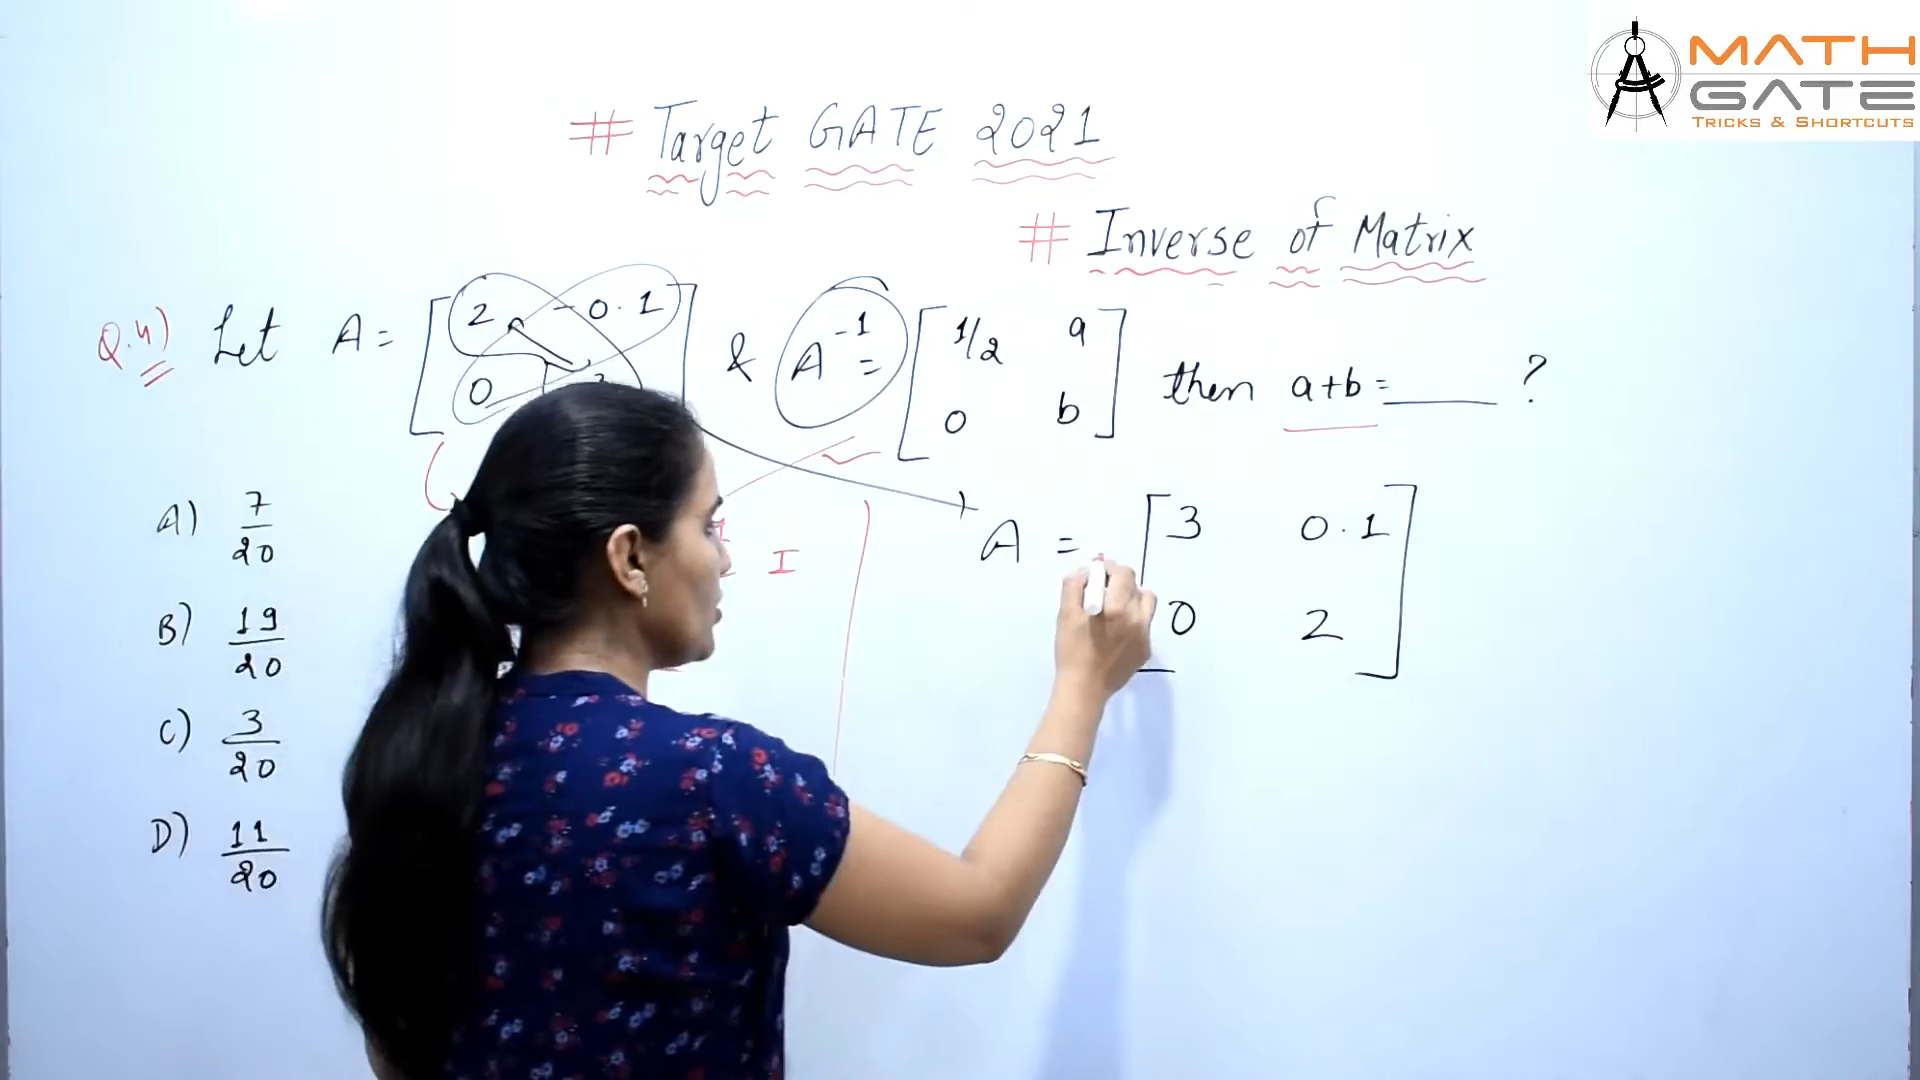 MATH
GATE
TRICKS & SHORTCUTS
# Target GATE 2021
# Inverse of Matrix
Q.4) Let A = [2 -0.1 & A⁻¹ = [1/2 a] then a+b = ____ ?
0 0 b
A) 7/20
B) 19/20
C) 3/20
D) 11/20
I
A = [3 0.1]
0 2